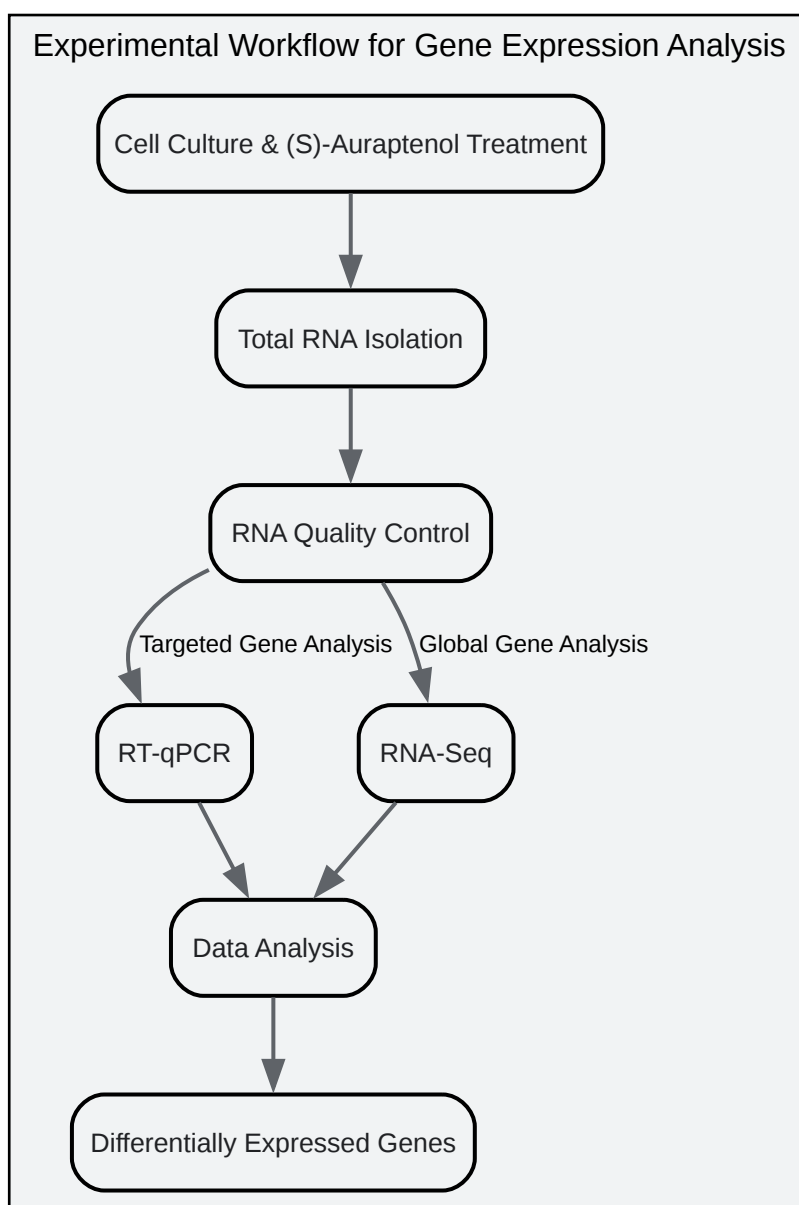 Experimental Workflow for Gene Expression Analysis
Cell Culture & (S)-Auraptenol Treatment
Total RNA Isolation
RNA Quality Control
Targeted Gene Analysis
Global Gene Analysis
RT-qPCR
RNA-Seq
Data Analysis
Differentially Expressed Genes